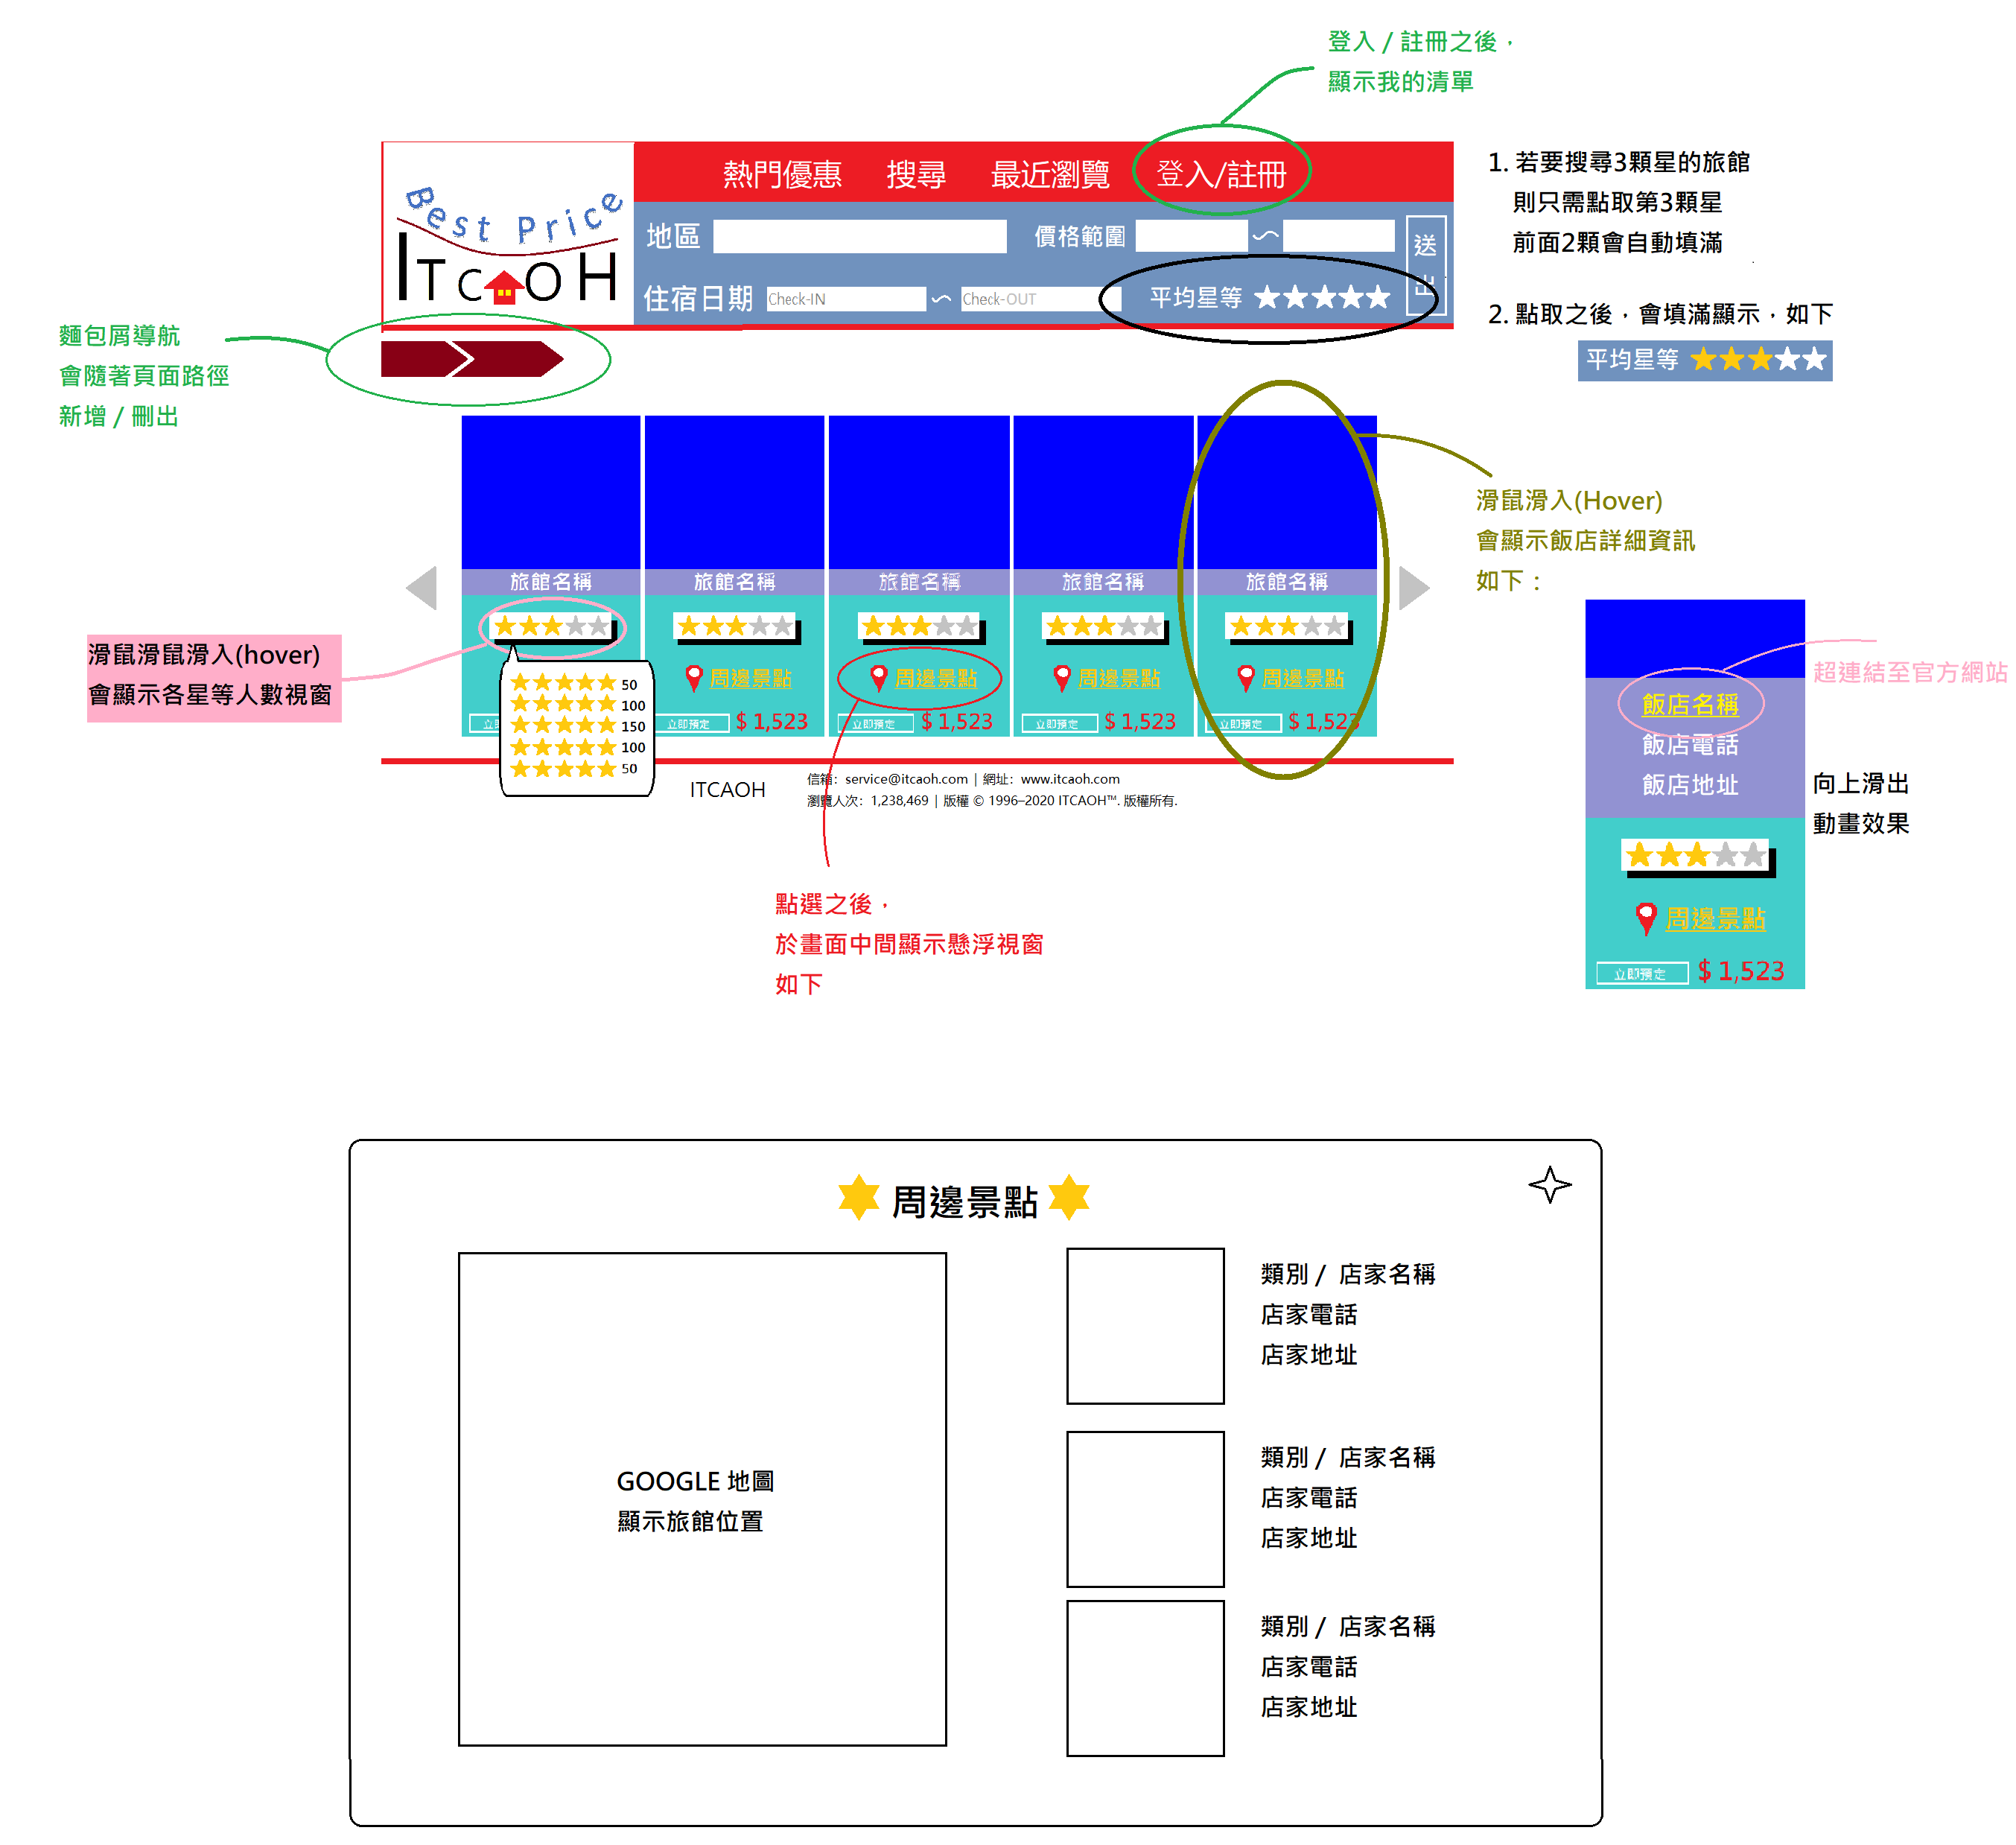 登入 / 註冊之後，
顯示我的清單
Best Price
ITCAOH
熱門優惠 搜尋 最近瀏覽 登入/註冊
地區 價格範圍 ~ 送出
住宿日期 Check-IN ~ Check-OUT 平均星等
1. 若要搜尋3顆星的旅館
則只需點取第3顆星
前面2顆會自動填滿
2. 點取之後，會填滿顯示，如下
平均星等
麵包屑導航
會隨著頁面路徑
新增 / 刪出
旅館名稱 旅館名稱 旅館名稱 旅館名稱 旅館名稱
周邊景點 周邊景點 周邊景點 周邊景點
立即預定 $ 1,523 立即預定 $ 1,523 立即預定 $ 1,523 立即預定 $ 1,523
滑鼠滑鼠滑入(hover)
會顯示各星等人數視窗
50
100
150
100
50
滑鼠滑入(Hover)
會顯示飯店詳細資訊
如下：
超連結至官方網站
飯店名稱
飯店電話
飯店地址
向上滑出
動畫效果
周邊景點
立即預定 $ 1,523
ITCAOH
信箱：service@itcaoh.com | 網址：www.itcaoh.com
瀏覽人次：1,238,469 | 版權 © 1996–2020 ITCAOH™. 版權所有.
點選之後，
於畫面中間顯示懸浮視窗
如下
周邊景點
GOOGLE 地圖
顯示旅館位置
類別 / 店家名稱
店家電話
店家地址
類別 / 店家名稱
店家電話
店家地址
類別 / 店家名稱
店家電話
店家地址